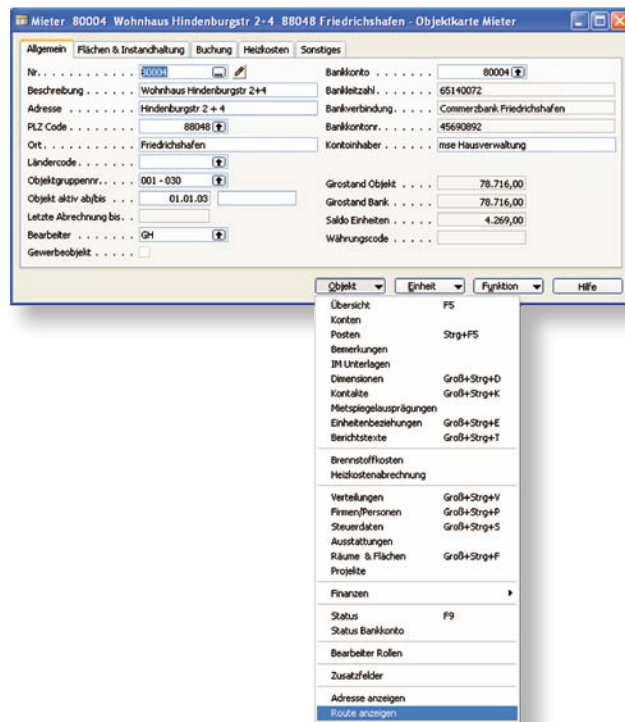 Mieter 80004 Wohnhaus Hindenburgstr 2+4 88048 Friedrichshafen - Objektkarte Mieter
Allgemein Flächen & Instandhaltung Buchung Heizkosten Sonstiges
Nr. . . . . . . . . . . . . 80004
Beschreibung . . . . . . . Wohnhaus Hindenburgstr 2+4
Adresse . . . . . . . . . . Hindenburgstr 2 + 4
PLZ Code . . . . . . . . . 88048
Ort. . . . . . . . . . . . . Friedrichshafen
Ländercode. . . . . . . .
Objektgruppennr. . . . . 001 - 030
Objekt aktiv ab/bis . . . 01.01.03
Letzte Abrechnung bis. .
Bearbeiter . . . . . . . . GH
Gewerbeobjekt . . . . .
Bankkonto . . . . . . . 80004
Bankleitzahl. . . . . . . 65140072
Bankverbindung. . . . . Commerzbank Friedrichshafen
Bankkontonr. . . . . . . 45690892
Kontoinhaber . . . . . . mse Hausverwaltung
Girostand Objekt . . . . 78.716,00
Girostand Bank . . . . . 78.716,00
Saldo Einheiten . . . . . 4.269,00
Währungscode . . . . .
Objekt Einheit Funktion Hilfe
Übersicht F5
Konten
Posten Strg+F5
Bemerkungen
IM Unterlagen
Dimensionen Groß+Strg+D
Kontakte Groß+Strg+K
Mietspiegelausprägungen
Einheitenbeziehungen Groß+Strg+E
Berichtstexte Groß+Strg+T
Brennstoffkosten
Heizkostenabrechnung
Verteilungen Groß+Strg+V
Firmen/Personen Groß+Strg+P
Steuerdaten Groß+Strg+S
Ausstattungen
Räume & Flächen Groß+Strg+F
Projekte
Finanzen
Status F9
Status Bankkonto
Bearbeiter Rollen
Zusatzfelder
Adresse anzeigen
Route anzeigen